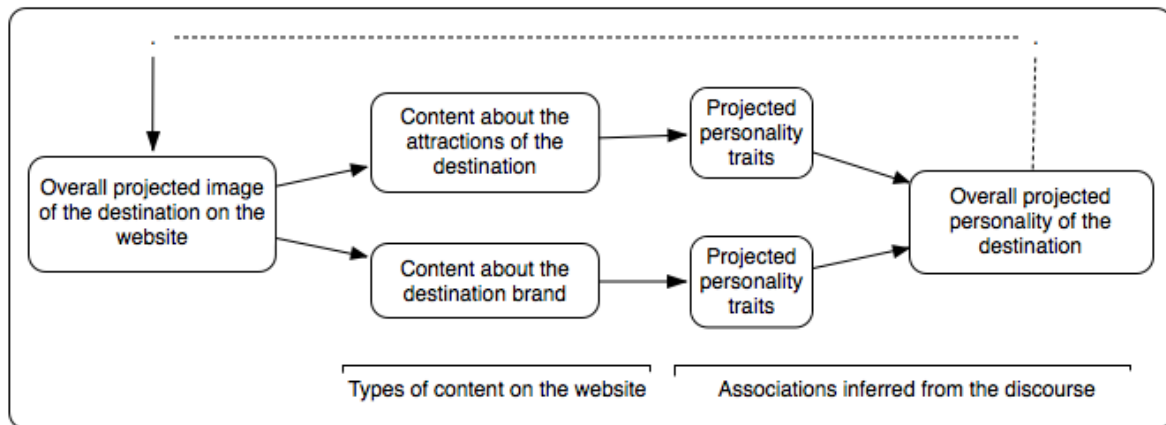 Overall projected image
of the destination on the
website
Content about the
attractions of the
destination
Content about the
destination brand
Projected
personality
traits
Projected
personality
traits
Overall projected
personality of the
destination
Types of content on the website
Associations inferred from the discourse